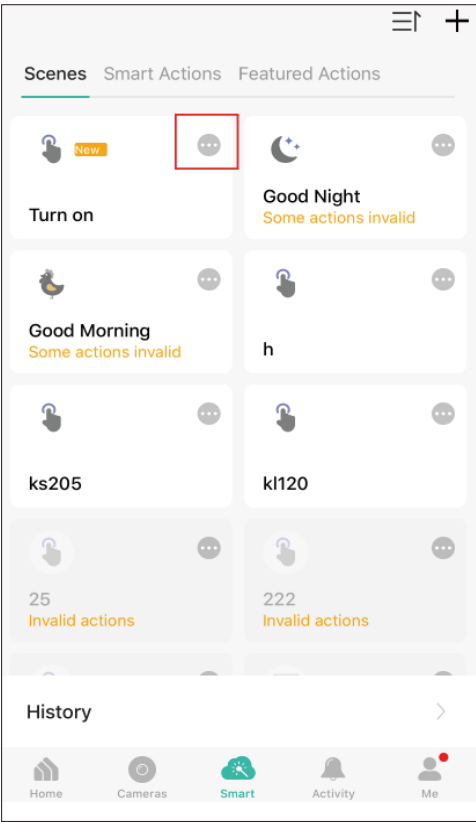 Scenes Smart Actions Featured Actions
New
Turn on
Good Night
Some actions invalid
Good Morning
Some actions invalid
h
ks205
kl120
25
Invalid actions
222
Invalid actions
History
Home Cameras Smart Activity Me